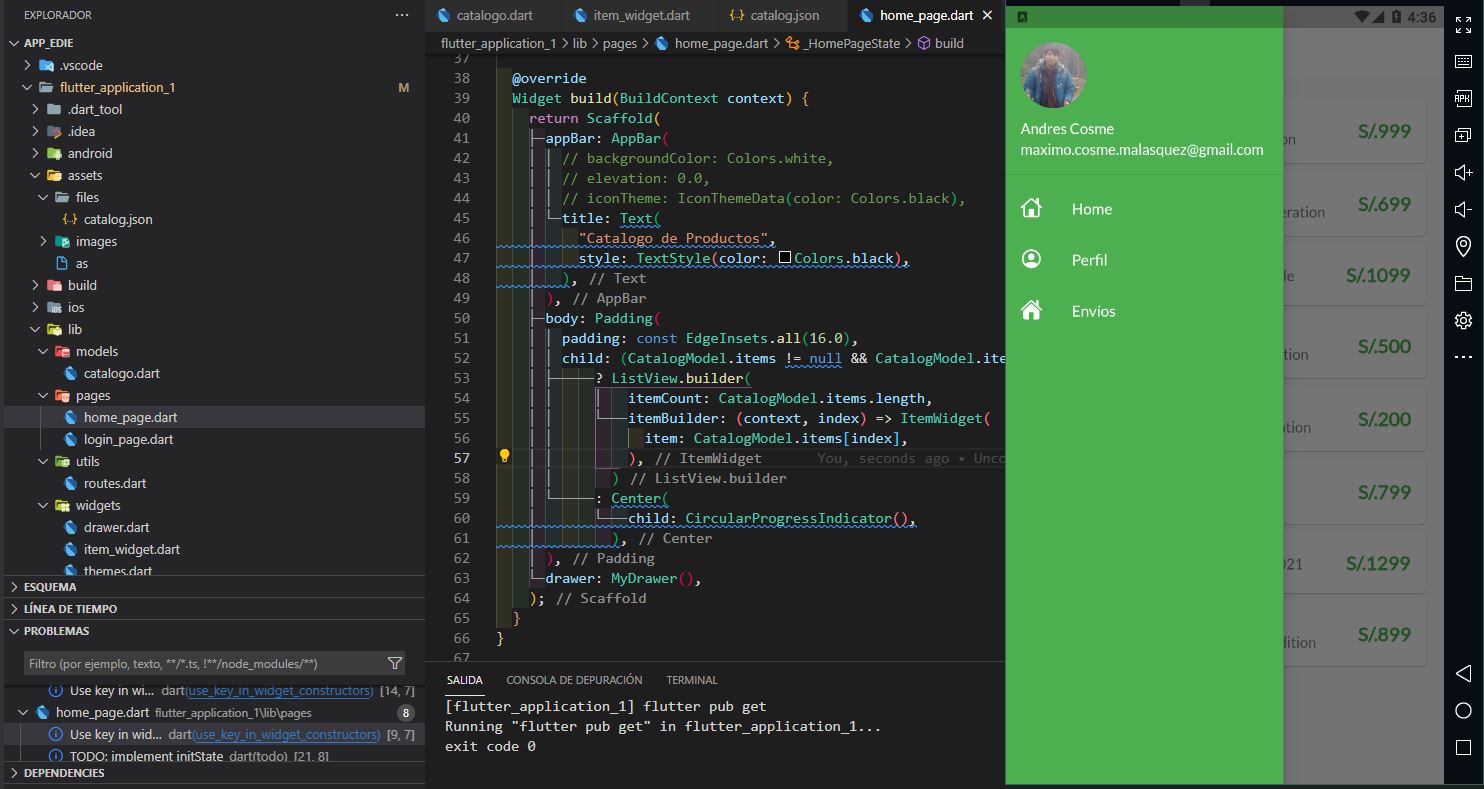 EXPLORADOR
APP_EDIE
.vscode
flutter_application_1 M
.dart_tool
.idea
android
assets
files
catalog.json
images
as
build
ios
lib
models
catalogo.dart
pages
home_page.dart
login_page.dart
utils
routes.dart
widgets
drawer.dart
item_widget.dart
themes.dart
ESQUEMA
LÍNEA DE TIEMPO
PROBLEMAS
Filtro (por ejemplo, texto, **/*.ts, !**/node_modules/**)
Use key in wi... dart(use_key_in_widget_constructors) [14, 7]
home_page.dart flutter_application_1\lib\pages 8
Use key in wid... dart(use_key_in_widget_constructors) [9, 7]
TODO: implement initState dart(todo) [21, 8]
DEPENDENCIES
catalogo.dart item_widget.dart {} catalog.json home_page.dart
flutter_application_1 > lib > pages > home_page.dart > _HomePageState > build
37
38 @override
39 Widget build(BuildContext context) {
40 return Scaffold(
41 appBar: AppBar(
42 // backgroundColor: Colors.white,
43 // elevation: 0.0,
44 // iconTheme: IconThemeData(color: Colors.black),
45 title: Text(
46 "Catalogo de Productos",
47 style: TextStyle(color: Colors.black),
48 ), // Text
49 ), // AppBar
50 body: Padding(
51 padding: const EdgeInsets.all(16.0),
52 child: (CatalogModel.items != null && CatalogModel.ite
53 ? ListView.builder(
54 itemCount: CatalogModel.items.length,
55 itemBuilder: (context, index) => ItemWidget(
56 item: CatalogModel.items[index],
57 ), // ItemWidget You, seconds ago • Unco
58 ) // ListView.builder
59 : Center(
60 child: CircularProgressIndicator(),
61 ), // Center
62 ), // Padding
63 drawer: MyDrawer(),
64 ); // Scaffold
65 }
66 }
67
SALIDA CONSOLA DE DEPURACIÓN TERMINAL
[flutter_application_1] flutter pub get
Running "flutter pub get" in flutter_application_1...
exit code 0
A 4:36
Andres Cosme
maximo.cosme.malasquez@gmail.com
Home
Perfil
Envíos
on S/.999
eration S/.699
le S/.1099
tion S/.500
ation S/.200
S/.799
021 S/.1299
dition S/.899
APK